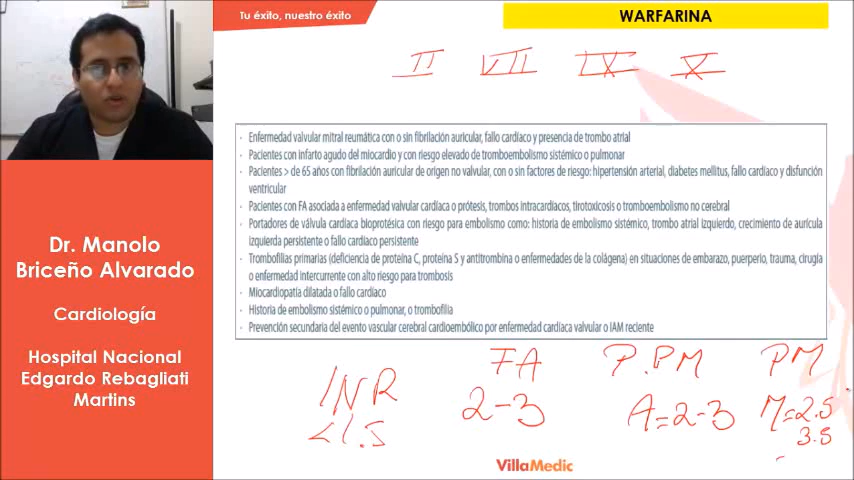 Tu éxito, nuestro éxito
WARFARINA
II VII IX X
Enfermedad valvular mitral reumática con o sin fibrilación auricular, fallo cardíaco y presencia de trombo atrial
Pacientes con infarto agudo del miocardio y con riesgo elevado de tromboembolismo sistémico o pulmonar
Pacientes > de 65 años con fibrilación auricular de origen no valvular, con o sin factores de riesgo: hipertensión arterial, diabetes mellitus, fallo cardíaco y disfunción
ventricular
Pacientes con FA asociada a enfermedad valvular cardíaca o prótesis, trombos intracardíacos, tirotoxicosis o tromboembolismo no cerebral
Portadores de válvula cardíaca bioprotésica con riesgo para embolismo como: historia de embolismo sistémico, trombo atrial izquierdo, crecimiento de aurícula
izquierda persistente o fallo cardíaco persistente
Trombofilias primarias (deficiencia de proteína C, proteína S y antitrombina o enfermedades de la colágena) en situaciones de embarazo, puerperio, trauma, cirugía
o enfermedad intercurrente con alto riesgo para trombosis
Miocardiopatía dilatada o fallo cardíaco
Historia de embolismo sistémico o pulmonar, o trombofilia
Prevención secundaria del evento vascular cerebral cardioembólico por enfermedad cardíaca valvular o IAM reciente
Dr. Manolo
Briceño Alvarado
Cardiología
Hospital Nacional
Edgardo Rebagliati
Martins
FA P.PM PM
INR 2-3 A=2-3 M=2.5
<1.5 3.5
VillaMedic